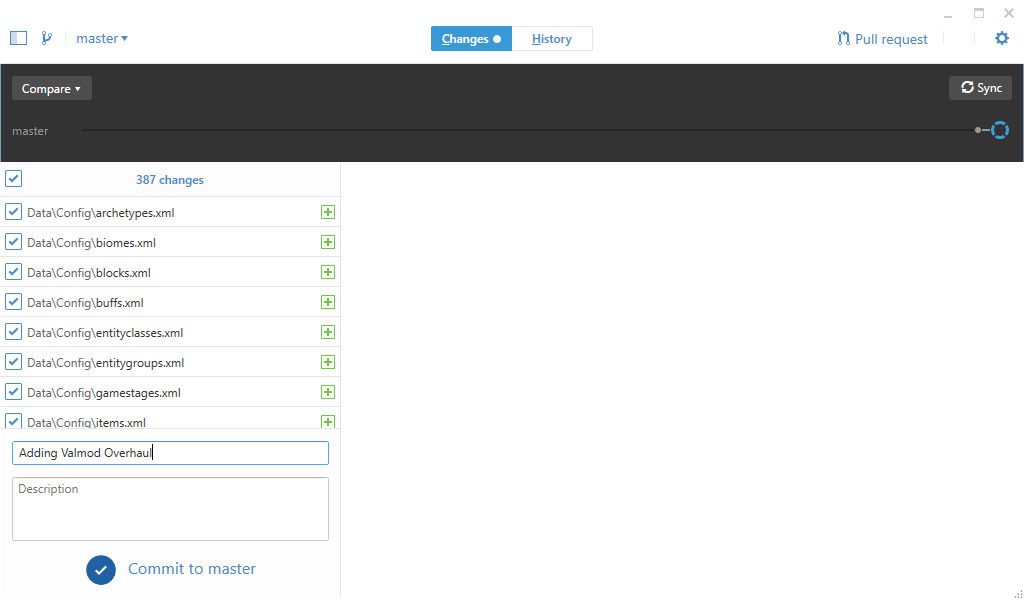 master
Changes
History
Pull request
Compare
Sync
master
387 changes
Data\Config\archetypes.xml
Data\Config\biomes.xml
Data\Config\blocks.xml
Data\Config\buffs.xml
Data\Config\entityclasses.xml
Data\Config\entitygroups.xml
Data\Config\gamestages.xml
Data\Config\items.xml
Adding Valmod Overhaul
Description
Commit to master